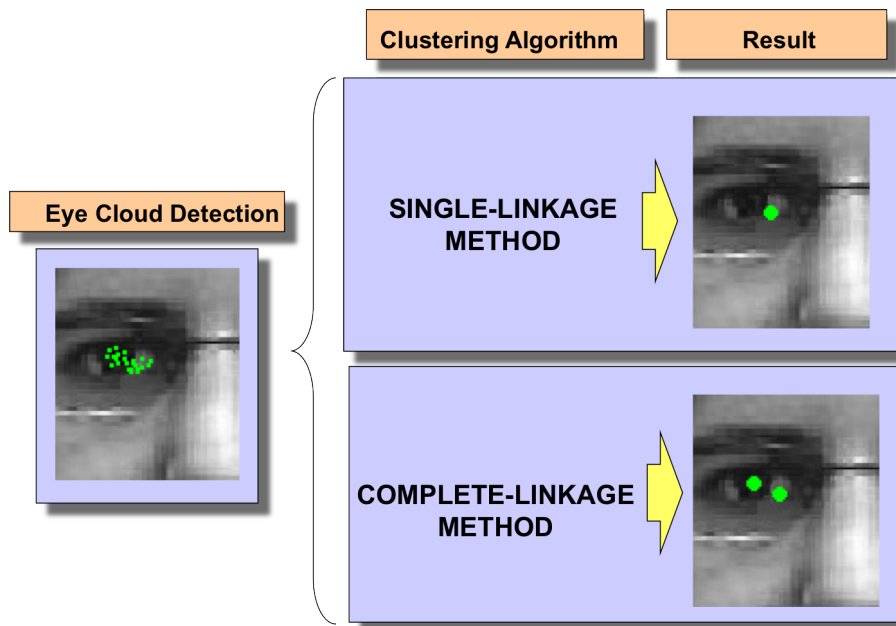 Clustering Algorithm
Result
Eye Cloud Detection
SINGLE-LINKAGE
METHOD
COMPLETE-LINKAGE
METHOD